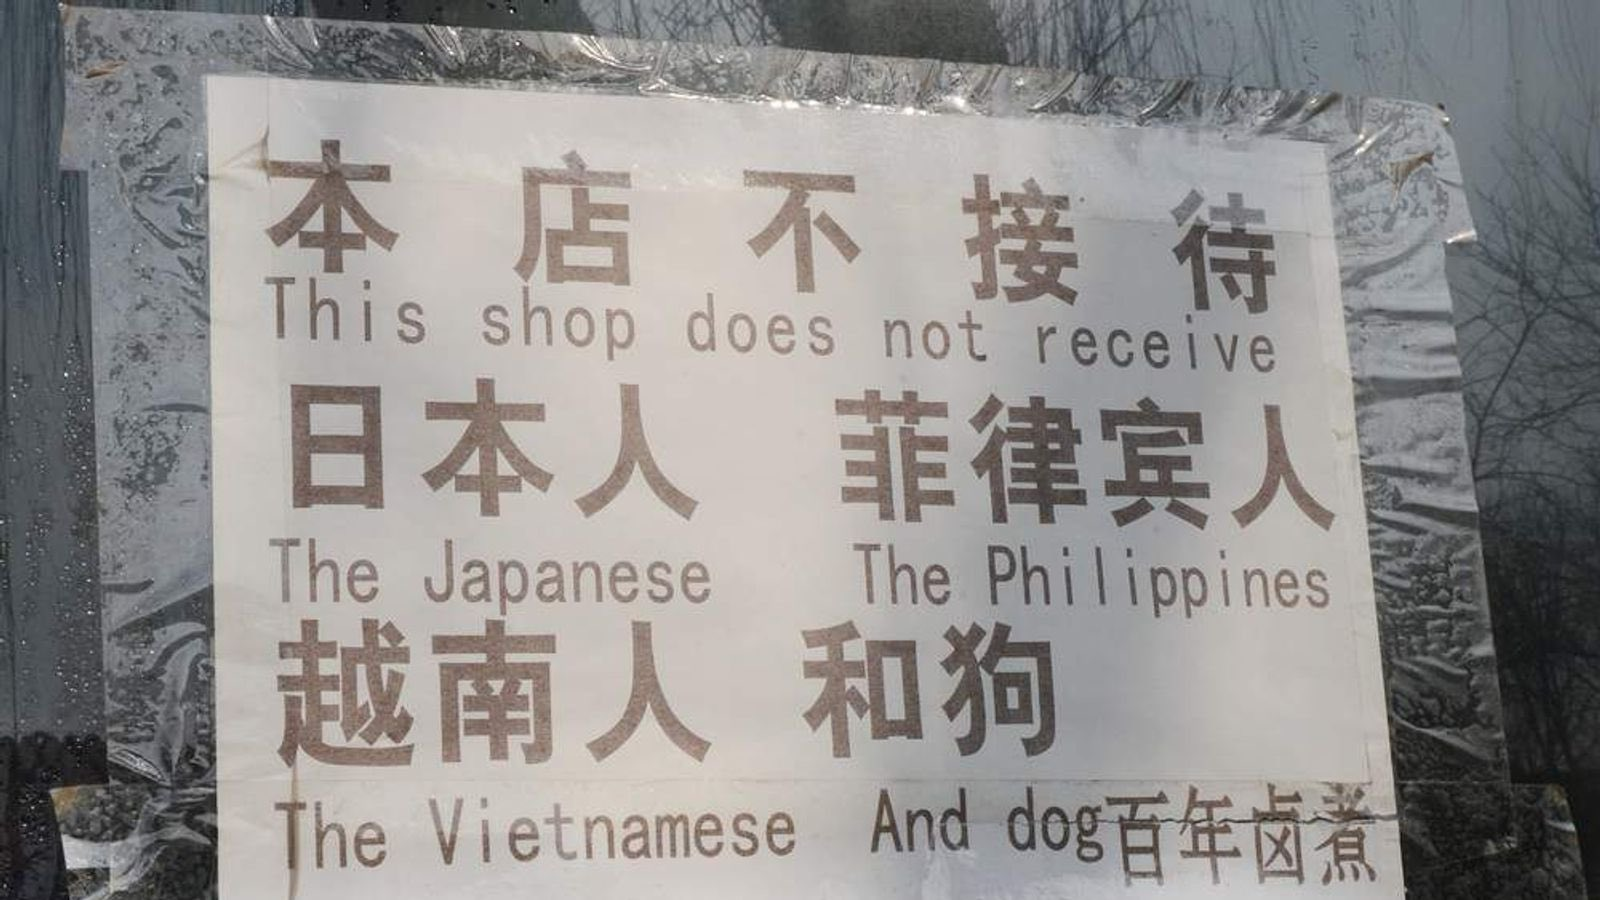 本店不接待
This shop does not receive
日本人 菲律宾人
The Japanese The Philippines
越南人 和狗
The Vietnamese And dog百年卤煮